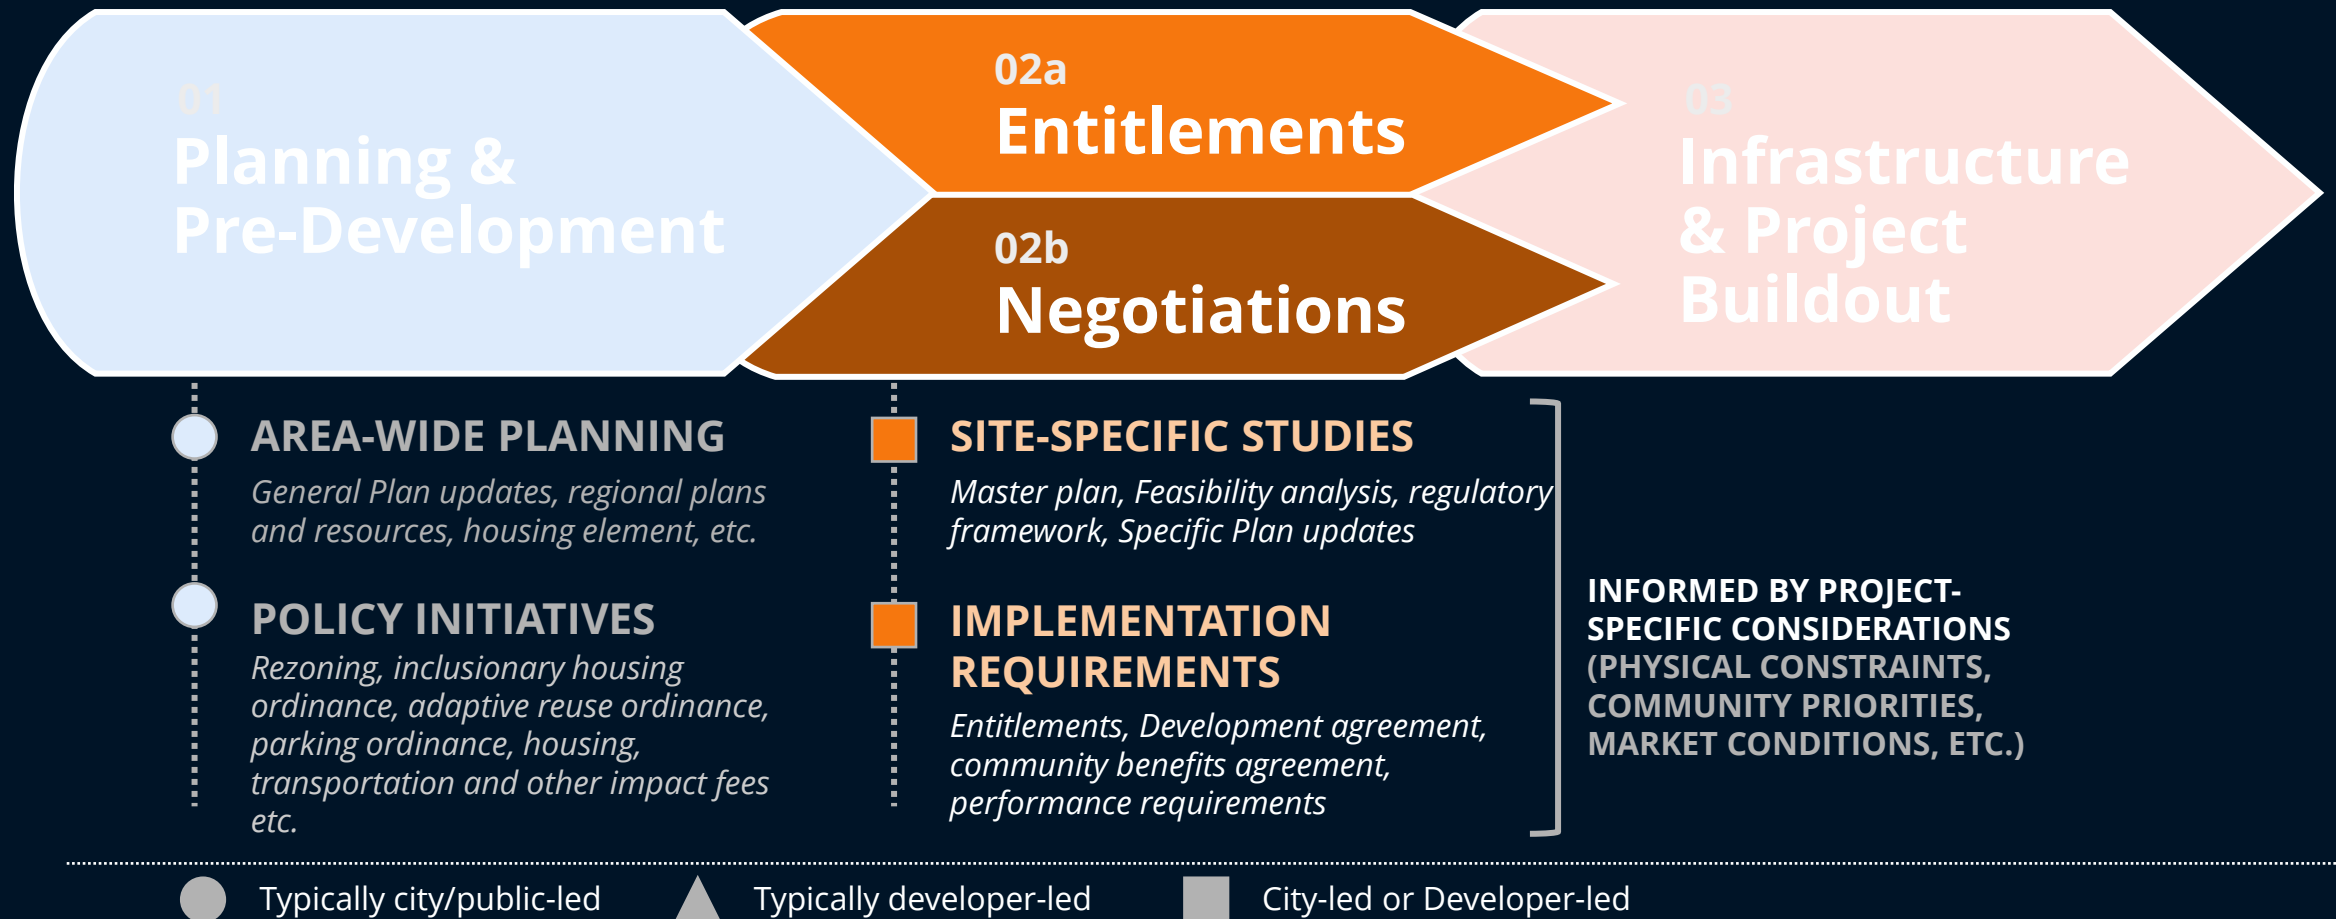 01
Planning &
Pre-Development
02a
Entitlements
02b
Negotiations
03
Infrastructure
& Project
Buildout
AREA-WIDE PLANNING
General Plan updates, regional plans
and resources, housing element, etc.
POLICY INITIATIVES
Rezoning, inclusionary housing
ordinance, adaptive reuse ordinance,
parking ordinance, housing,
transportation and other impact fees
etc.
SITE-SPECIFIC STUDIES
Master plan, Feasibility analysis, regulatory
framework, Specific Plan updates
IMPLEMENTATION
REQUIREMENTS
Entitlements, Development agreement,
community benefits agreement,
performance requirements
INFORMED BY PROJECT-
SPECIFIC CONSIDERATIONS
(PHYSICAL CONSTRAINTS,
COMMUNITY PRIORITIES,
MARKET CONDITIONS, ETC.)
Typically city/public-led
Typically developer-led
City-led or Developer-led